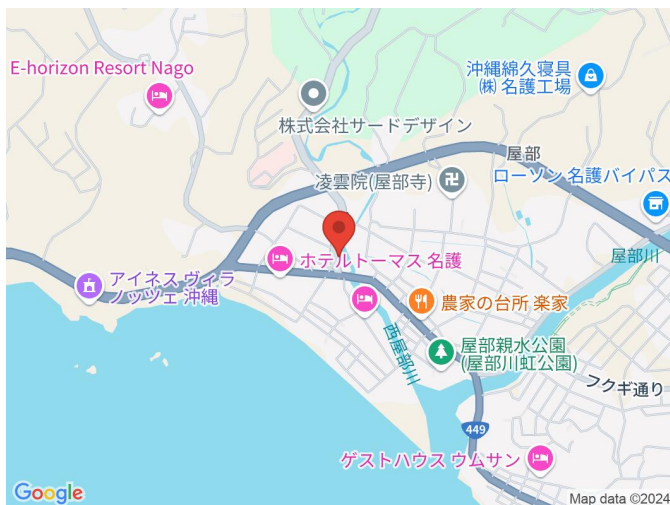 E-horizon Resort Nago
沖縄綿久寝具
㈱ 名護工場
株式会社サードデザイン
屋部
凌雲院(屋部寺)
ローソン 名護バイパス
屋部川
ホテルトーマス 名護
アイネス ヴィラ
ノッツェ 沖縄
農家の台所 楽家
西屋部川
屋部親水公園
(屋部川虹公園)
フクギ通り
449
ゲストハウス ウムサン
Google
Map data ©2024